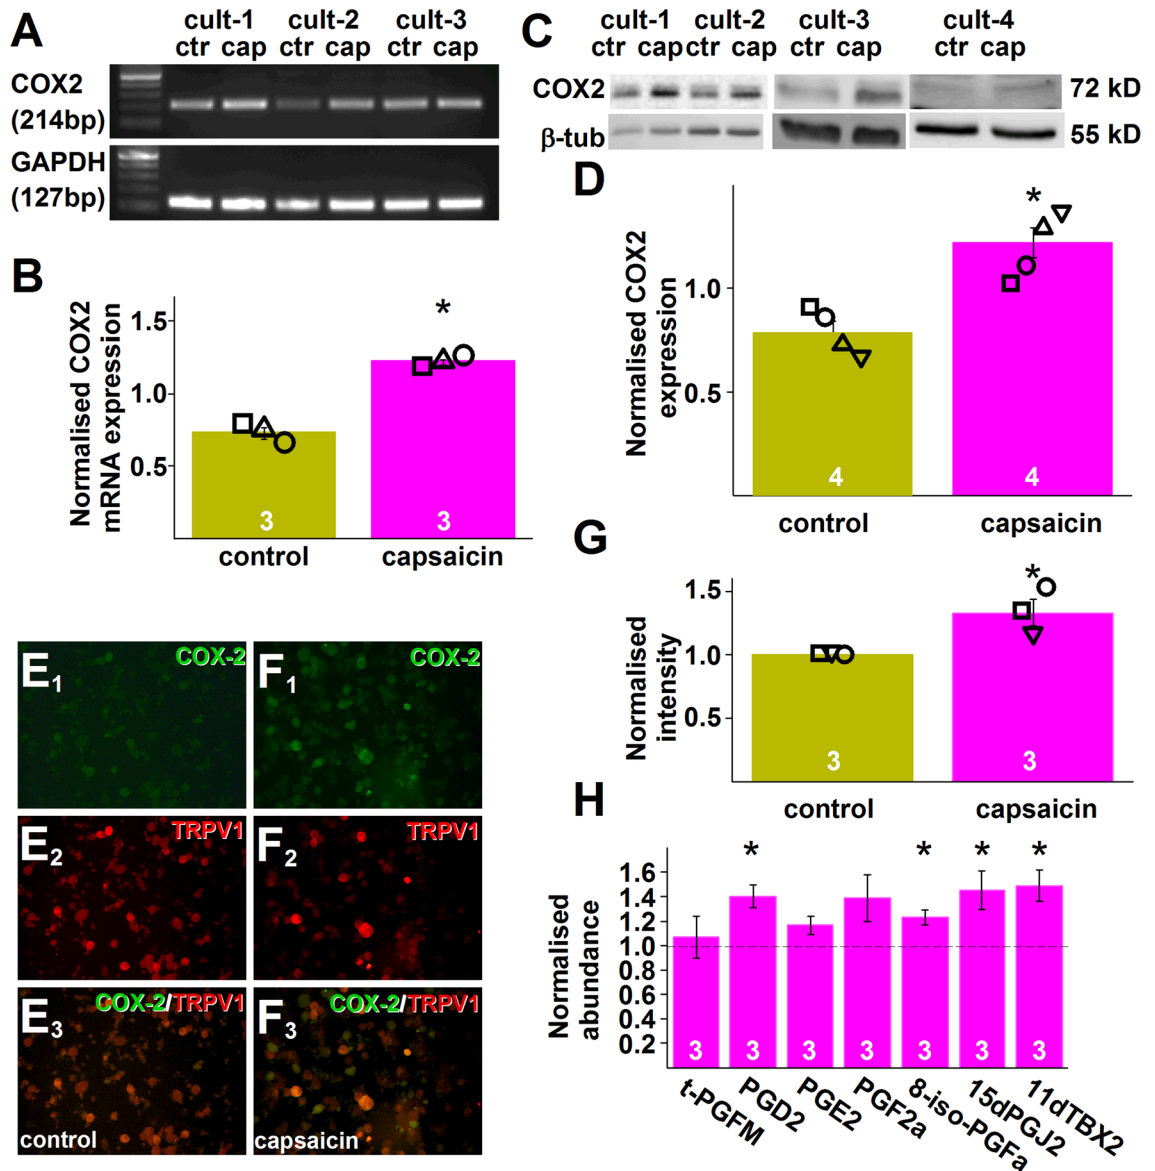 A
cult-1 cult-2 cult-3
ctr cap ctr cap ctr cap
COX2
(214bp)
GAPDH
(127bp)
B
Normalised COX2
mRNA expression
1.5
1.0
0.5
*
3 3
control capsaicin
C
cult-1 cult-2 cult-3 cult-4
ctr cap ctr cap ctr cap ctr cap
COX2 72 kD
β-tub 55 kD
D
Normalised COX2
expression
1.0
0.5
*
4 4
control capsaicin
E1 COX-2
F1 COX-2
E2 TRPV1
F2 TRPV1
E3 COX-2/TRPV1
control
F3 COX-2/TRPV1
capsaicin
G
Normalised
intensity
1.5
1.0
0.5
*
3 3
control capsaicin
H
Normalised
abundance
1.6
1.4
1.2
1.0
0.8
0.6
0.4
0.2
* * * *
3 3 3 3 3 3 3
t-PGFM PGD2 PGE2 PGF2a 8-iso-PGFa 15dPGJ2 11dTBX2